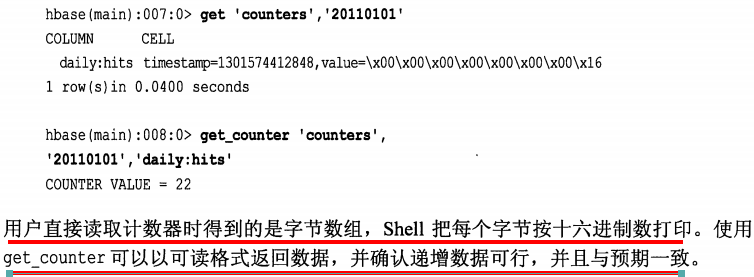 hbase(main):007:0> get 'counters','20110101'
COLUMN CELL
daily:hits timestamp=1301574412848,value=\x00\x00\x00\x00\x00\x00\x00\x16
1 row(s)in 0.0400 seconds
hbase(main):008:0> get_counter 'counters',
'20110101','daily:hits'
COUNTER VALUE = 22
用户直接读取计数器时得到的是字节数组，Shell 把每个字节按十六进制数打印。使用
get_counter 可以以可读格式返回数据，并确认递增数据可行，并且与预期一致。